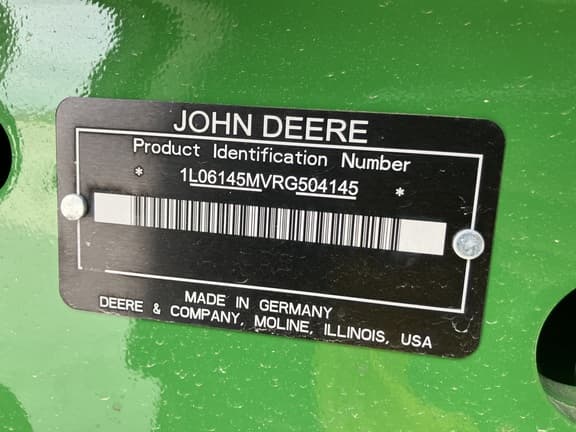 JOHN DEERE
Product Identification Number
* 1L06145MVRG504145 *
MADE IN GERMANY
DEERE & COMPANY, MOLINE, ILLINOIS, USA